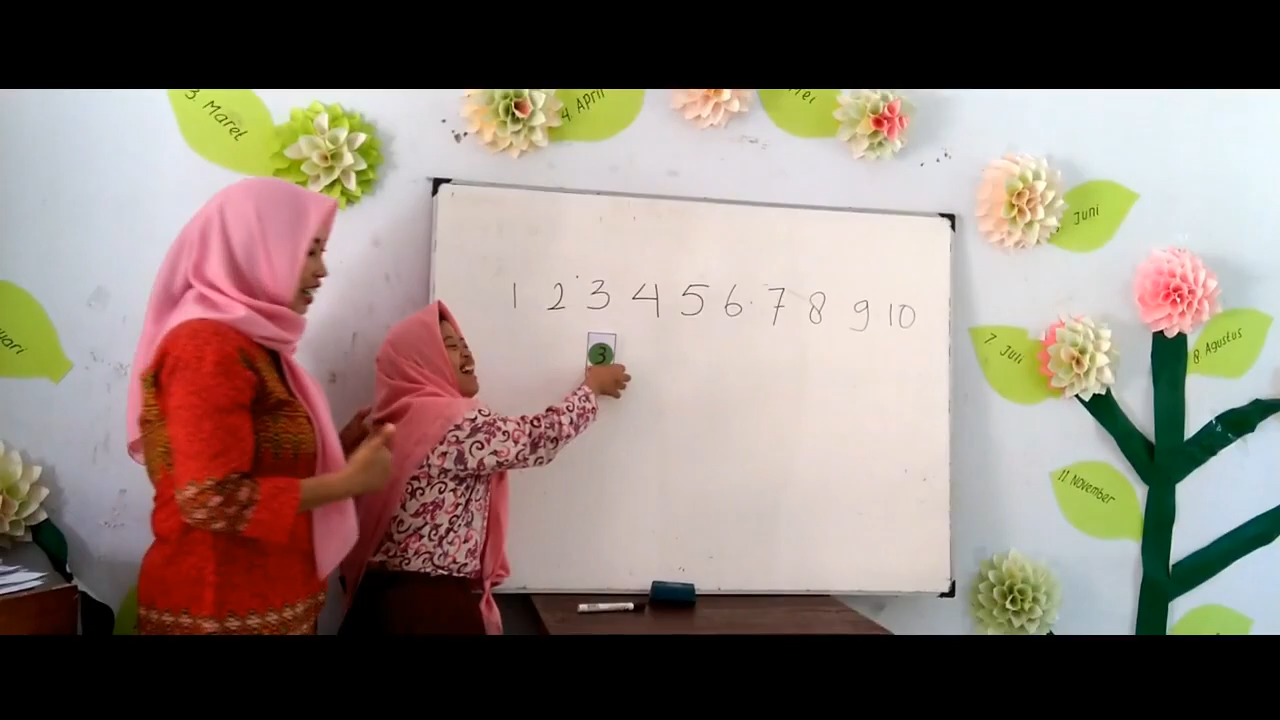 3. Maret
4. April
Juni
1 2 3 4 5 6 7 8 9 10
3
7. Juli
8. Agustus
11. November